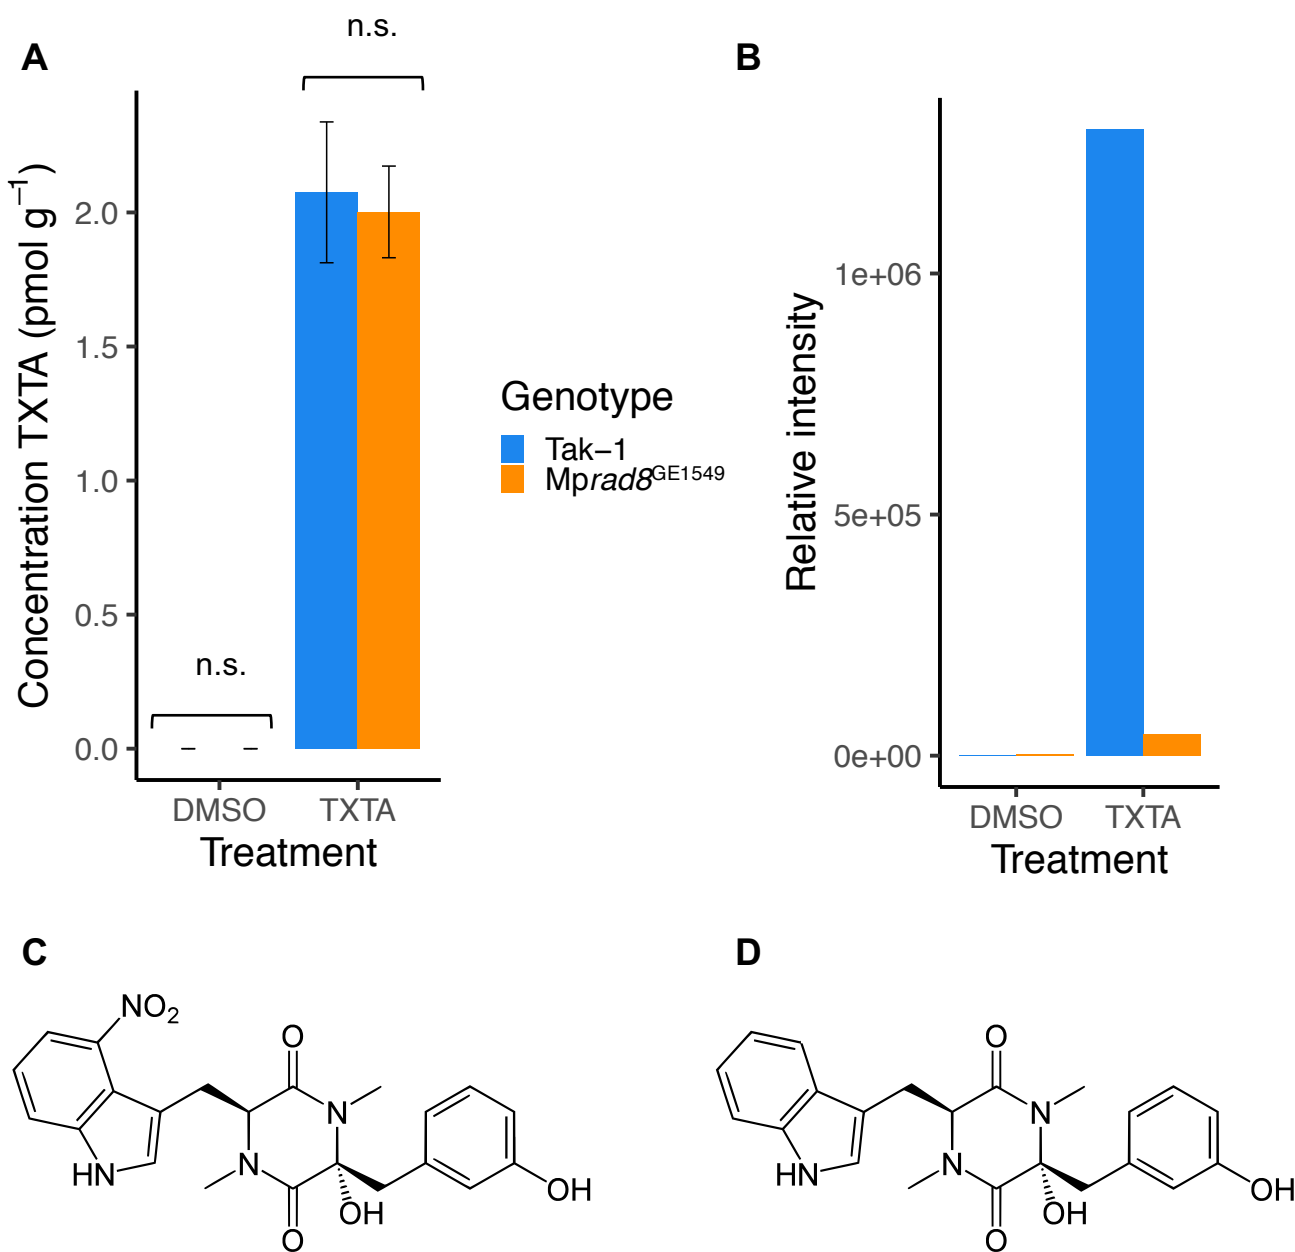 A
n.s.
Concentration TXTA (pmol g⁻¹)
2.0
1.5
1.0
0.5
0.0
n.s.
DMSO
TXTA
Treatment
Genotype
Tak−1
Mprad8GE1549
B
Relative intensity
1e+06
5e+05
0e+00
DMSO
TXTA
Treatment
C
NO₂
O
N
HN
N
OH
OH
O
D
O
N
HN
N
OH
OH
O